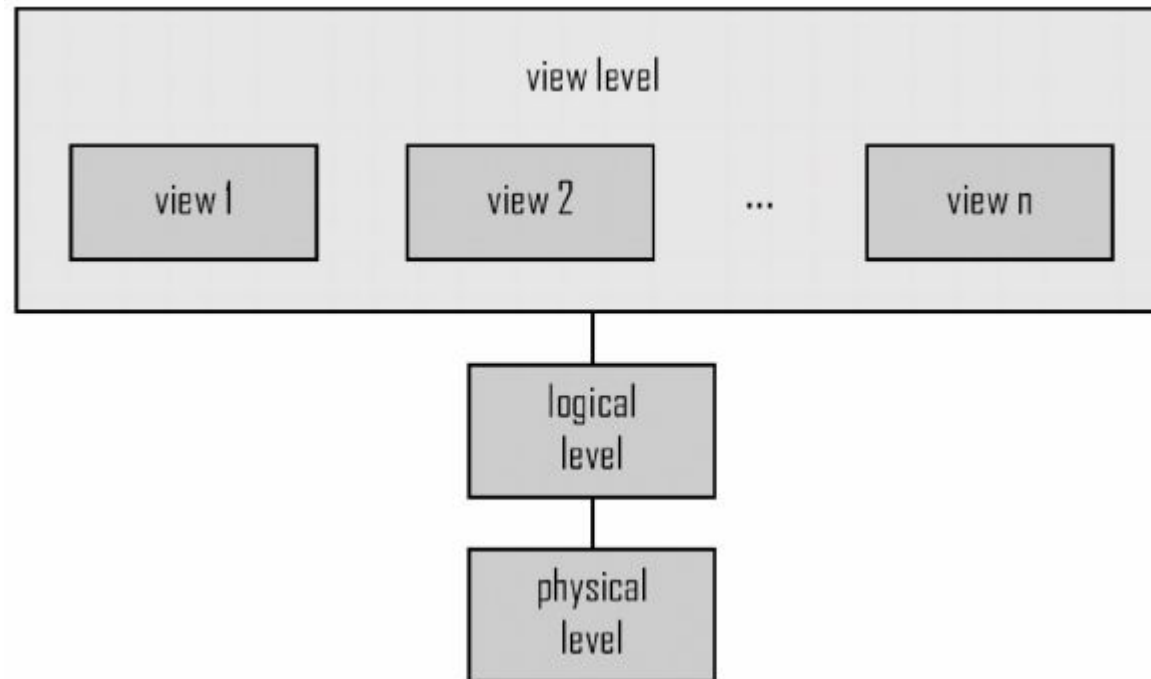 view level
view 1
view 2
...
view n
logical
level
physical
level